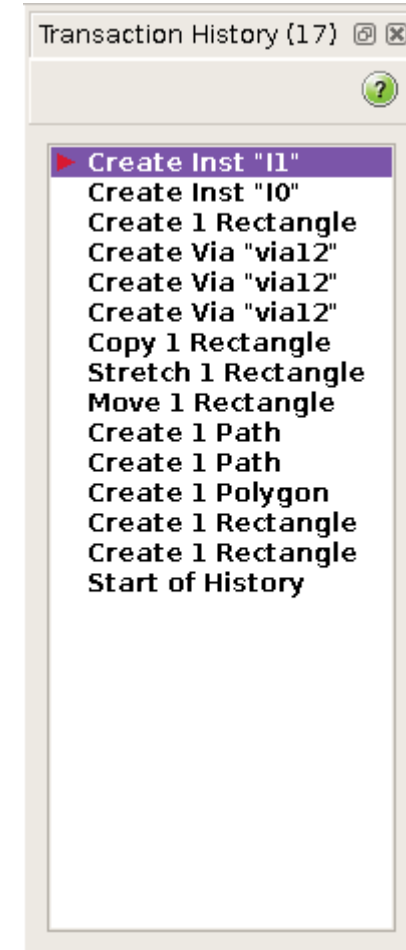 Transaction History (17)
?
Create Inst "I1"
Create Inst "I0"
Create 1 Rectangle
Create Via "via12"
Create Via "via12"
Create Via "via12"
Copy 1 Rectangle
Stretch 1 Rectangle
Move 1 Rectangle
Create 1 Path
Create 1 Path
Create 1 Polygon
Create 1 Rectangle
Create 1 Rectangle
Start of History